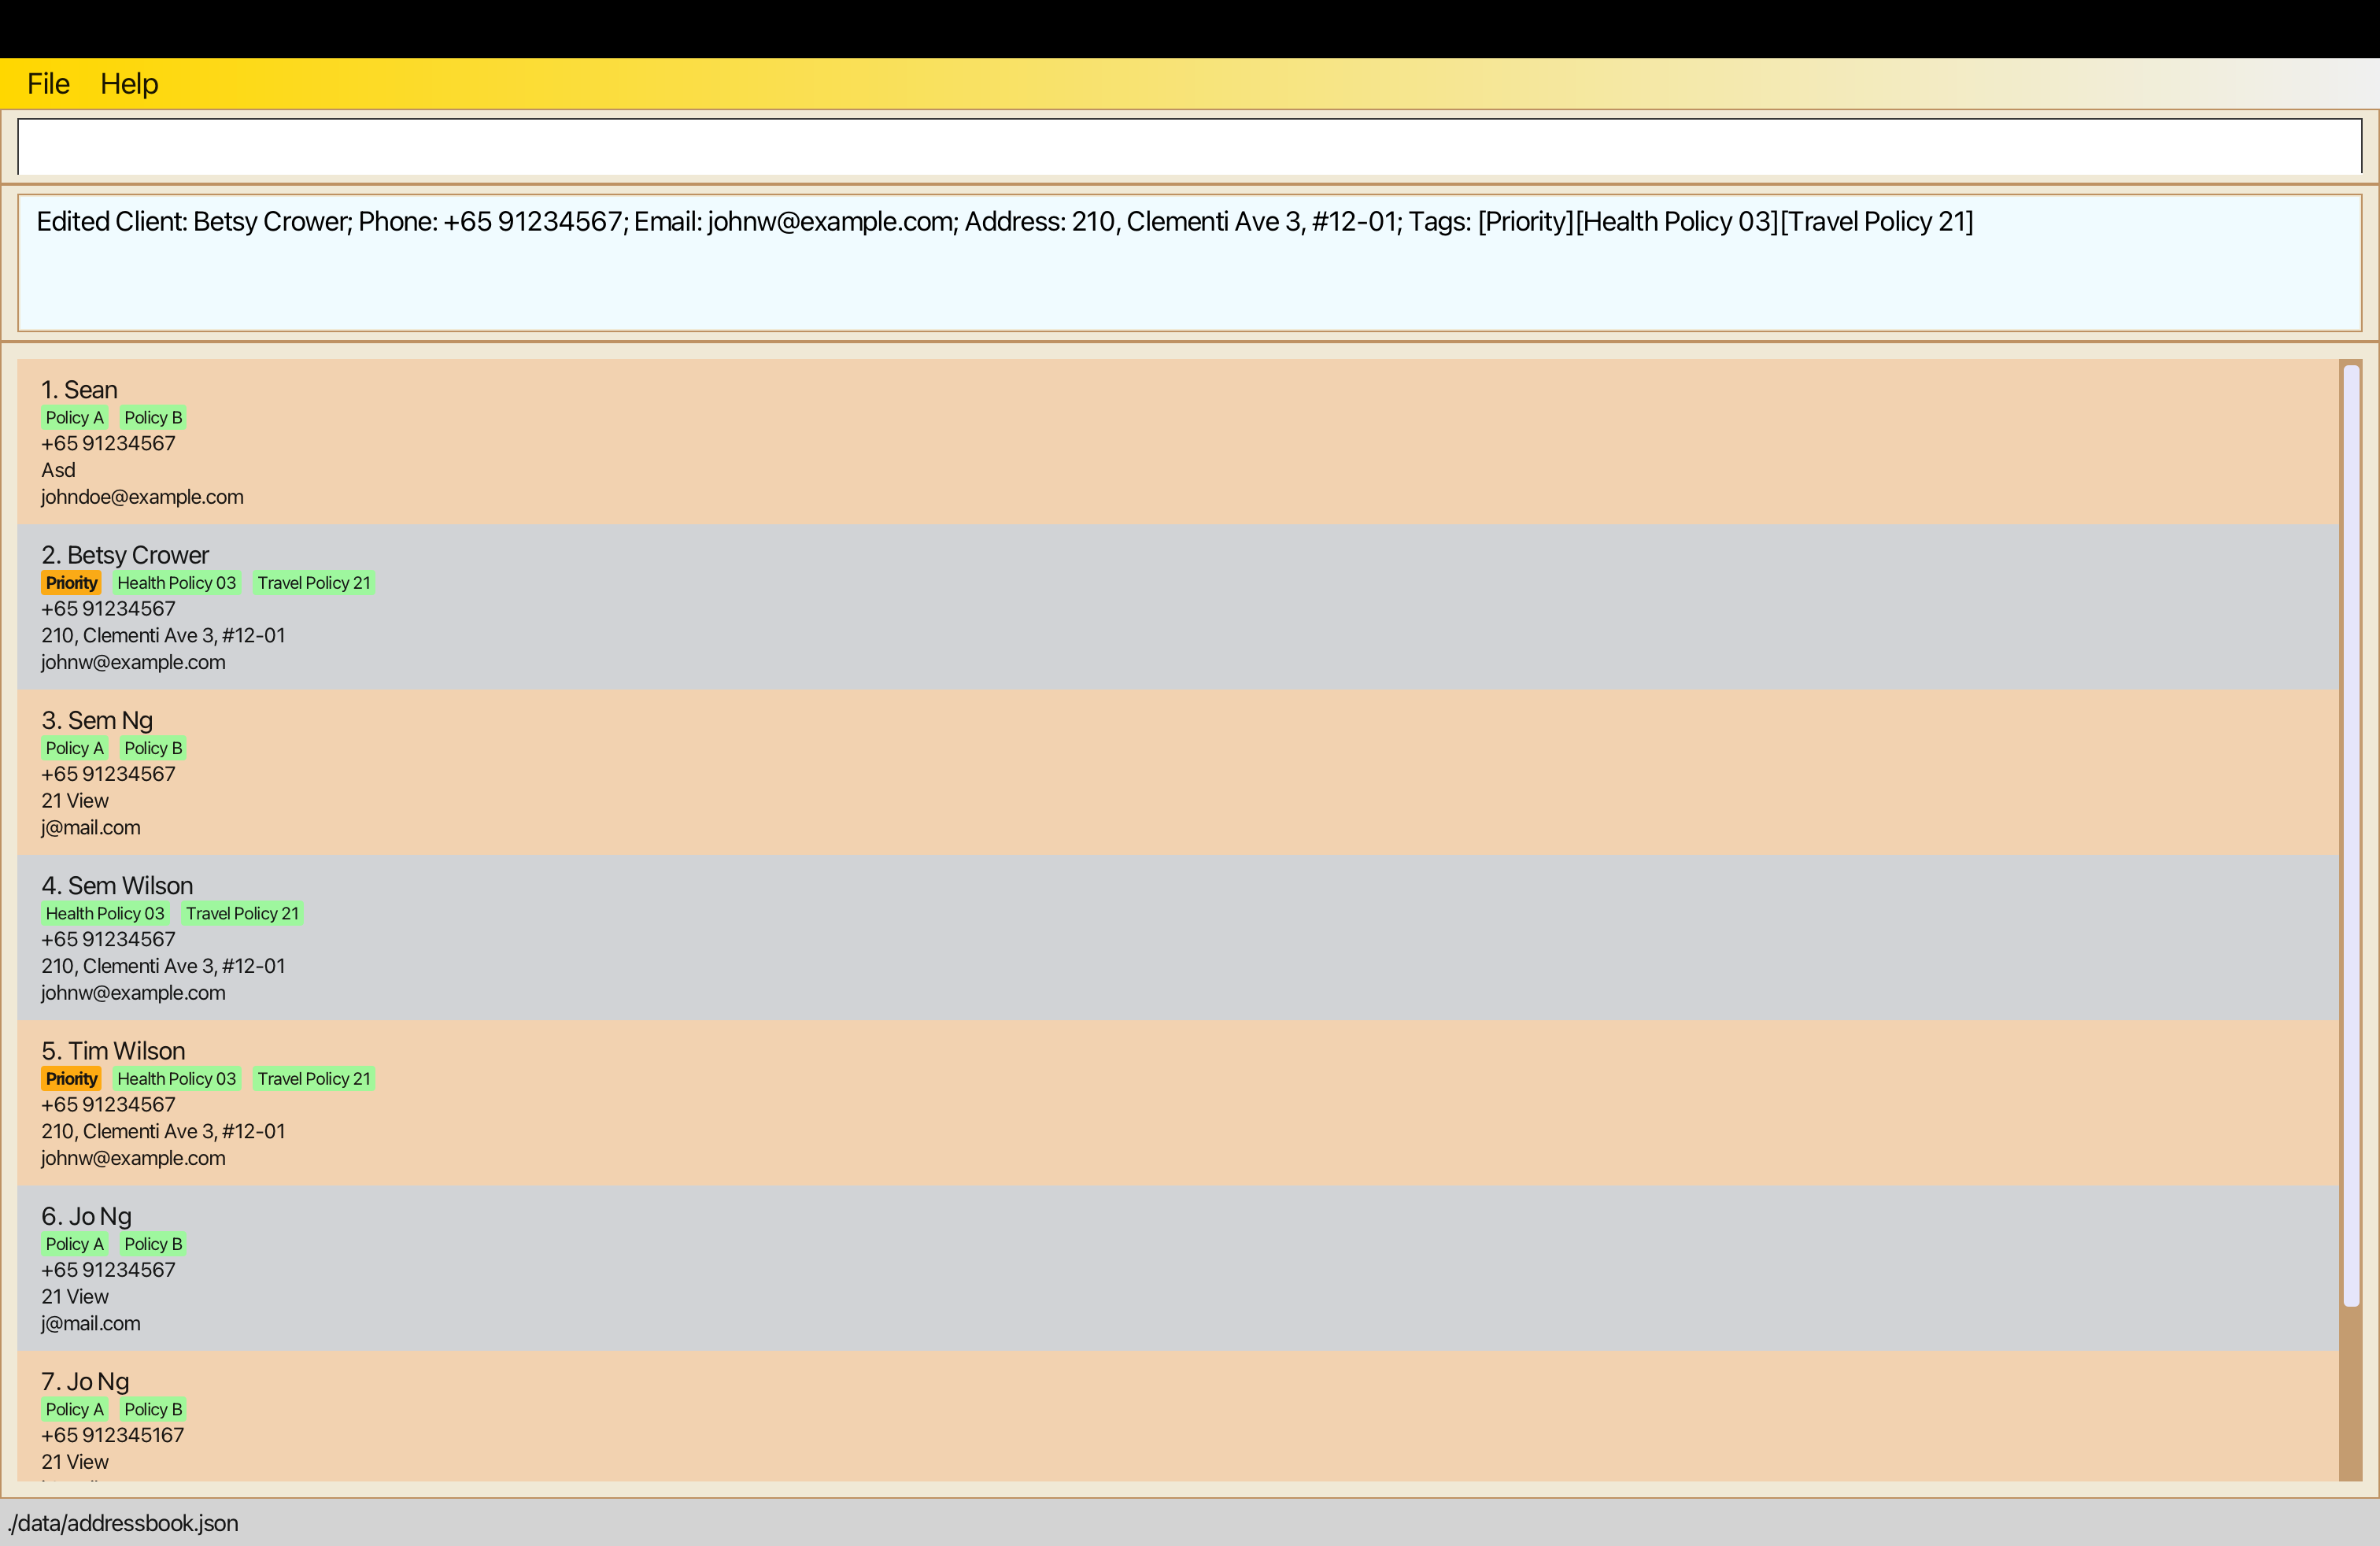 File Help
Edited Client: Betsy Crower; Phone: +65 91234567; Email: johnw@example.com; Address: 210, Clementi Ave 3, #12-01; Tags: [Priority][Health Policy 03][Travel Policy 21]
1. Sean
Policy A Policy B
+65 91234567
Asd
johndoe@example.com
2. Betsy Crower
Priority Health Policy 03 Travel Policy 21
+65 91234567
210, Clementi Ave 3, #12-01
johnw@example.com
3. Sem Ng
Policy A Policy B
+65 91234567
21 View
j@mail.com
4. Sem Wilson
Health Policy 03 Travel Policy 21
+65 91234567
210, Clementi Ave 3, #12-01
johnw@example.com
5. Tim Wilson
Priority Health Policy 03 Travel Policy 21
+65 91234567
210, Clementi Ave 3, #12-01
johnw@example.com
6. Jo Ng
Policy A Policy B
+65 91234567
21 View
j@mail.com
7. Jo Ng
Policy A Policy B
+65 912345167
21 View
./data/addressbook.json